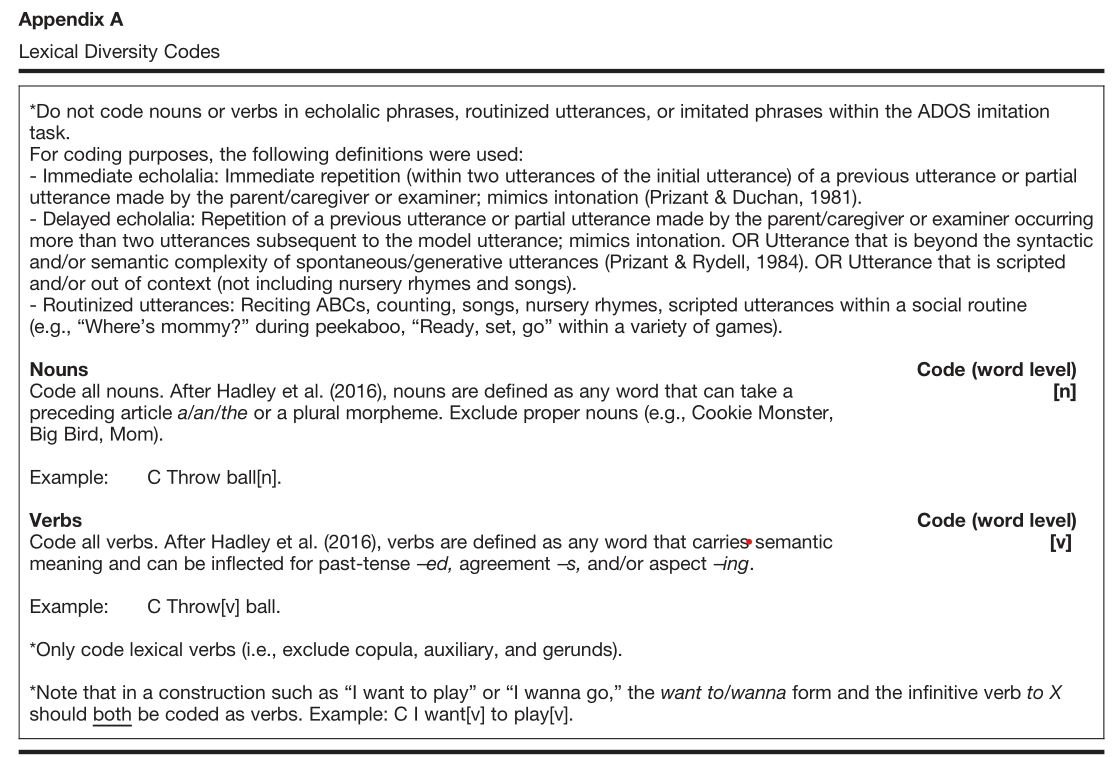 Appendix A
Lexical Diversity Codes
*Do not code nouns or verbs in echolalic phrases, routinized utterances, or imitated phrases within the ADOS imitation
task.
For coding purposes, the following definitions were used:
- Immediate echolalia: Immediate repetition (within two utterances of the initial utterance) of a previous utterance or partial
utterance made by the parent/caregiver or examiner; mimics intonation (Prizant & Duchan, 1981).
- Delayed echolalia: Repetition of a previous utterance or partial utterance made by the parent/caregiver or examiner occurring
more than two utterances subsequent to the model utterance; mimics intonation. OR Utterance that is beyond the syntactic
and/or semantic complexity of spontaneous/generative utterances (Prizant & Rydell, 1984). OR Utterance that is scripted
and/or out of context (not including nursery rhymes and songs).
- Routinized utterances: Reciting ABCs, counting, songs, nursery rhymes, scripted utterances within a social routine
(e.g., “Where’s mommy?” during peekaboo, “Ready, set, go” within a variety of games).
Nouns Code (word level)
Code all nouns. After Hadley et al. (2016), nouns are defined as any word that can take a [n]
preceding article a/an/the or a plural morpheme. Exclude proper nouns (e.g., Cookie Monster,
Big Bird, Mom).
Example: C Throw ball[n].
Verbs Code (word level)
Code all verbs. After Hadley et al. (2016), verbs are defined as any word that carries semantic [v]
meaning and can be inflected for past-tense –ed, agreement –s, and/or aspect –ing.
Example: C Throw[v] ball.
*Only code lexical verbs (i.e., exclude copula, auxiliary, and gerunds).
*Note that in a construction such as “I want to play” or “I wanna go,” the want to/wanna form and the infinitive verb to X
should both be coded as verbs. Example: C I want[v] to play[v].